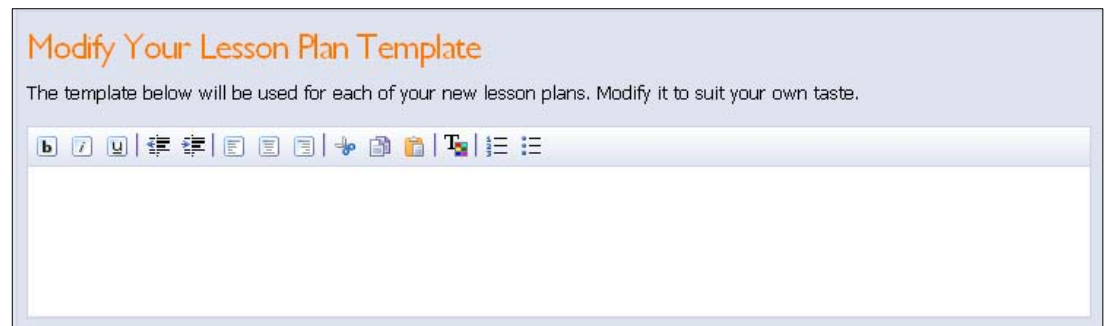 Modify Your Lesson Plan Template
The template below will be used for each of your new lesson plans. Modify it to suit your own taste.
b i u